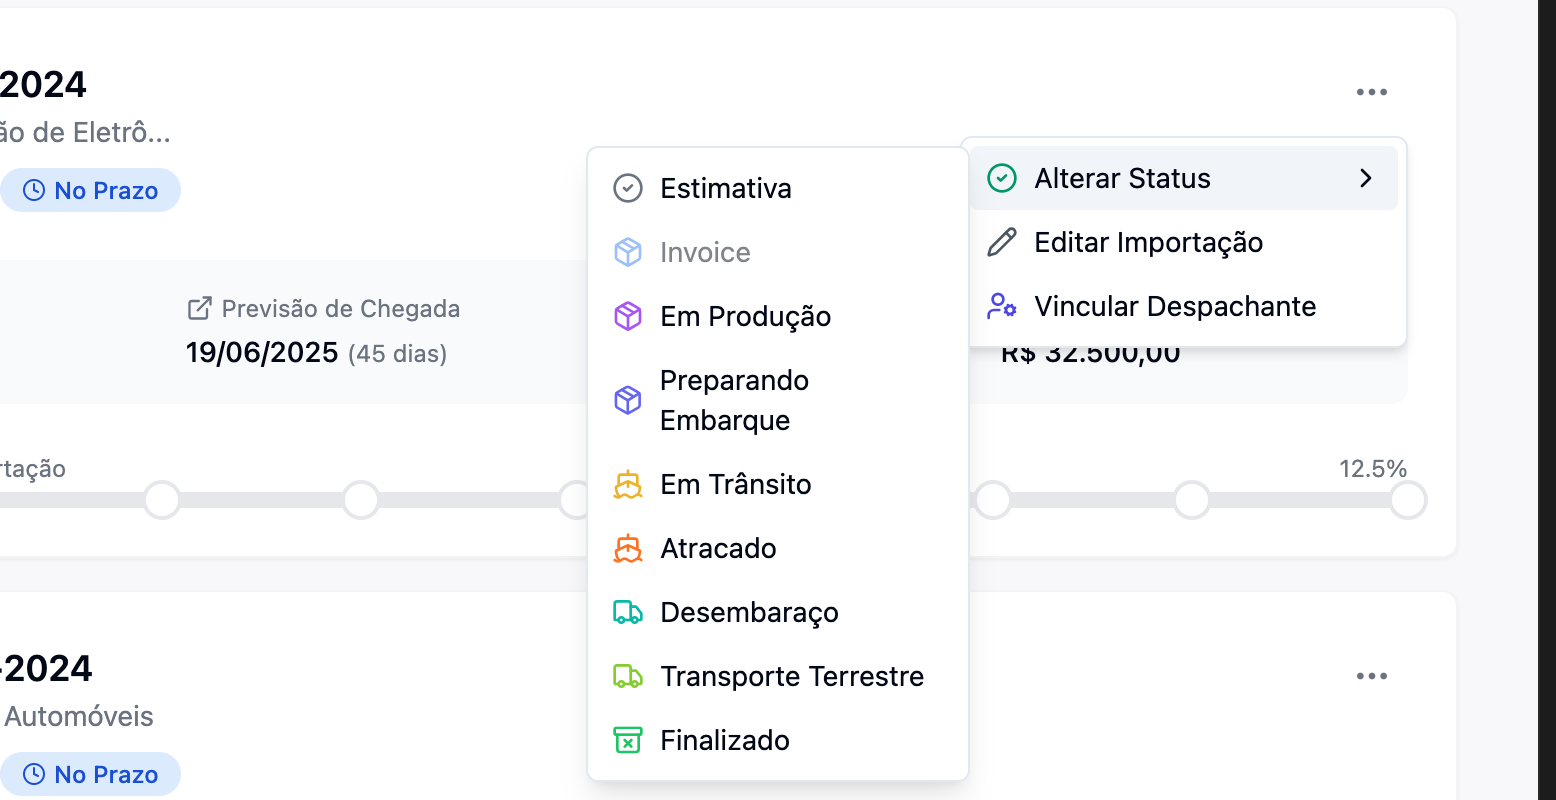 2024
ão de Eletrô...
No Prazo
Previsão de Chegada
19/06/2025 (45 dias)
R$ 32.500,00
rtação
12.5%
Alterar Status
Editar Importação
Vincular Despachante
Estimativa
Invoice
Em Produção
Preparando
Embarque
Em Trânsito
Atracado
Desembaraço
Transporte Terrestre
Finalizado
-2024
Automóveis
No Prazo